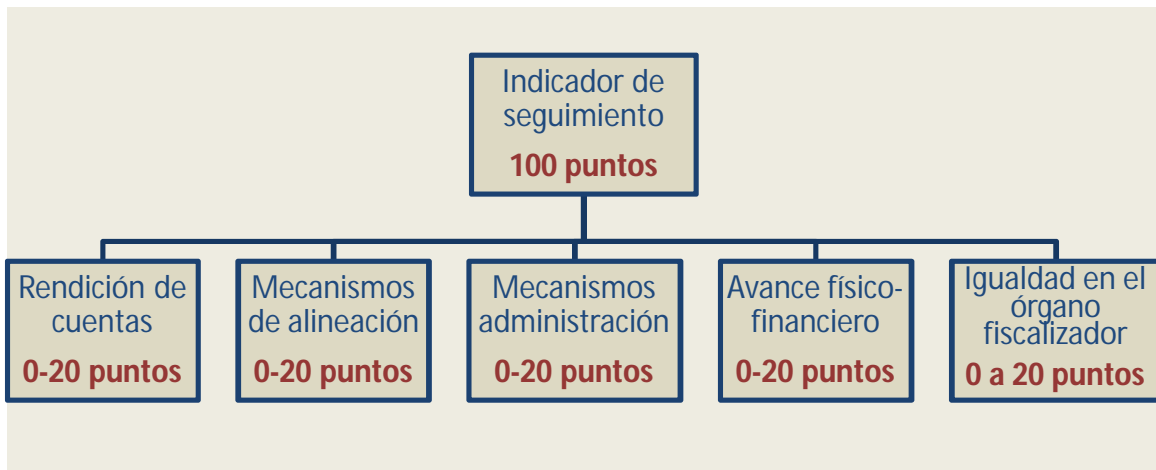 Indicador de
seguimiento
100 puntos
Rendición de
cuentas
0-20 puntos
Mecanismos
de alineación
0-20 puntos
Mecanismos
administración
0-20 puntos
Avance físico-
financiero
0-20 puntos
Igualdad en el
órgano
fiscalizador
0 a 20 puntos